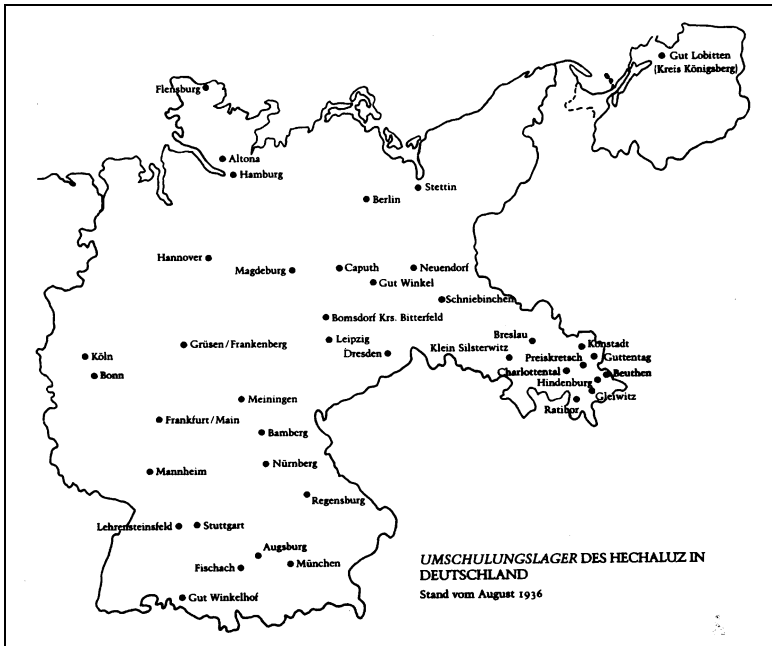 Gut Lobitten
(Kreis Königsberg)
Flensburg
Altona
Hamburg
Stettin
Berlin
Hannover
Magdeburg
Caputh
Neuendorf
Gut Winkel
Schniebinchen
Bomsdorf Krs. Bitterfeld
Leipzig
Dresden
Grüsen/Frankenberg
Breslau
Konstadt
Klein Silsterwitz
Preiskretsch
Guttentag
Charlottental
Beuthen
Hindenburg
Gleiwitz
Ratibor
Köln
Bonn
Meiningen
Frankfurt/Main
Bamberg
Nürnberg
Mannheim
Regensburg
Lehrensteinsfeld
Stuttgart
Augsburg
Fischach
München
Gut Winkelhof
UMSCHULUNGSLAGER DES HECHALUZ IN
DEUTSCHLAND
Stand vom August 1936